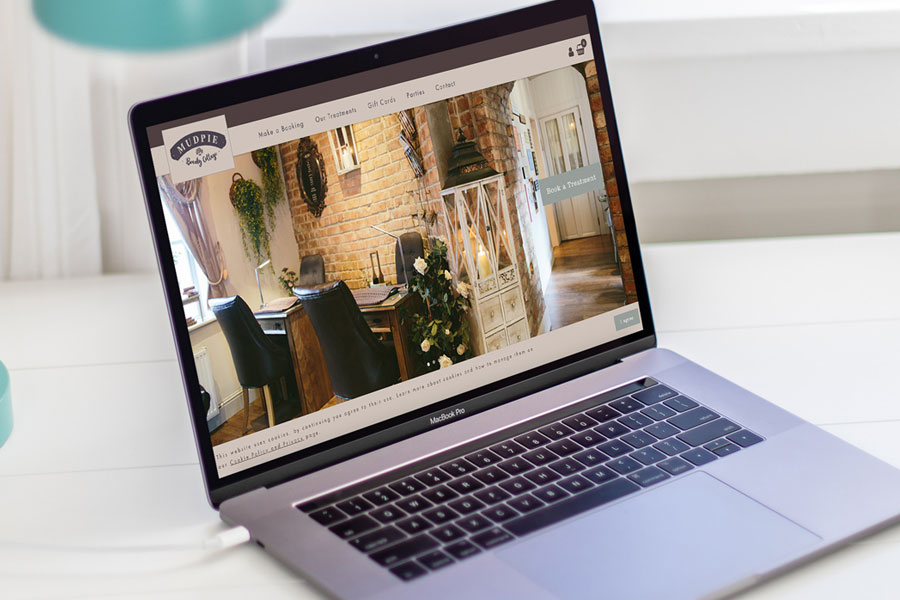 MUDPIE
Beauty Cottage
Make a Booking
Our Treatments
Gift Cards
Parties
Contact
Book a Treatment
This website uses cookies, by continuing you agree to their use. Learn more about cookies and how to manage them on
our Cookie Policy and Privacy page.
I agree
MacBook Pro